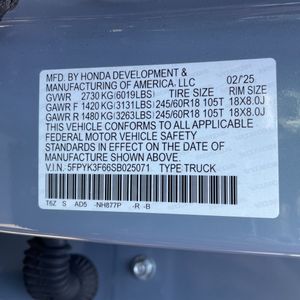 MFD. BY HONDA DEVELOPMENT &
MANUFACTURING OF AMERICA, LLC 02/'25
GVWR 2730 KG (6019LBS) TIRE SIZE RIM SIZE
GAWR F 1420 KG (3131LBS) 245/60R18 105T 18X8.0J
GAWR R 1480 KG (3263LBS) 245/60R18 105T 18X8.0J
THIS VEHICLE CONFORMS TO ALL APPLICABLE
FEDERAL MOTOR VEHICLE SAFETY
STANDARDS IN EFFECT ON THE DATE OF
MANUFACTURE SHOWN ABOVE.
V.I.N. 5FPYK3F66SB025071 TYPE TRUCK
T6Z S AD5 -NH877P -R -B